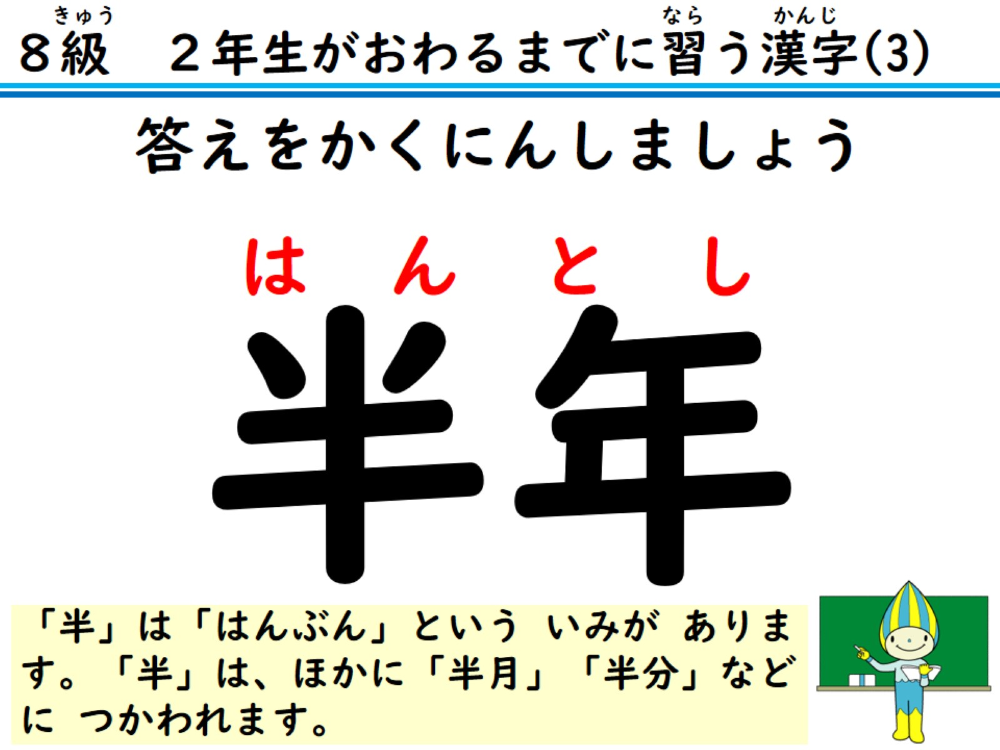 きゅう なら かんじ
8級 2年生がおわるまでに習う漢字(3)
答えをかくにんしましょう
はんとし
半年
「半」は「はんぶん」という いみが ありま
す。「半」は、ほかに「半月」「半分」など
に つかわれます。